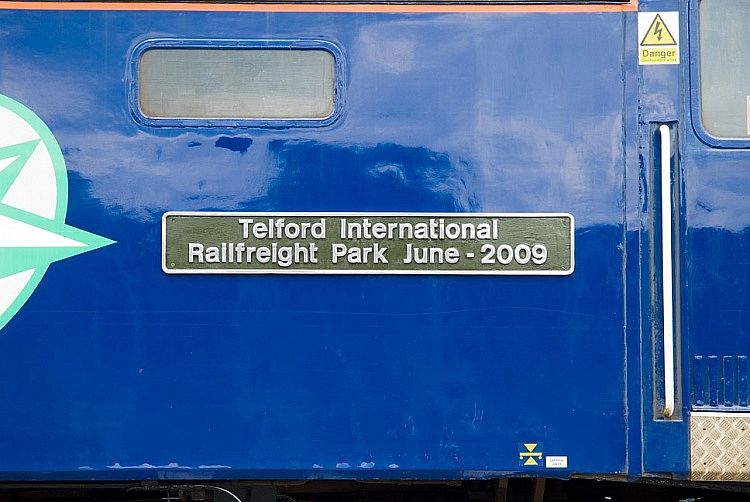 Danger
Telford International
Railfreight Park June - 2009